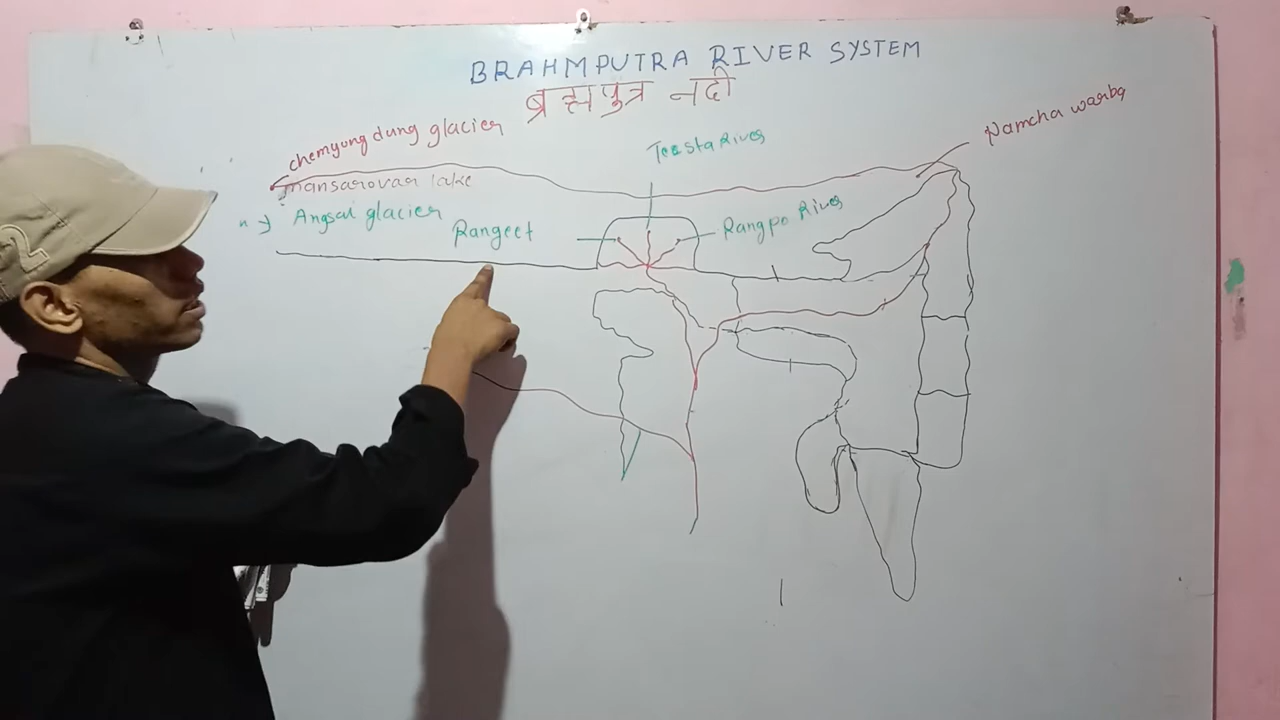 BRAHMPUTRA RIVER SYSTEM
ब्रह्मपुत्र नदी
chemyung dung glacier
mansarovar lake
Angsai glacier
Rangeet
Teesta River
Rangpo River
Namcha warba
2